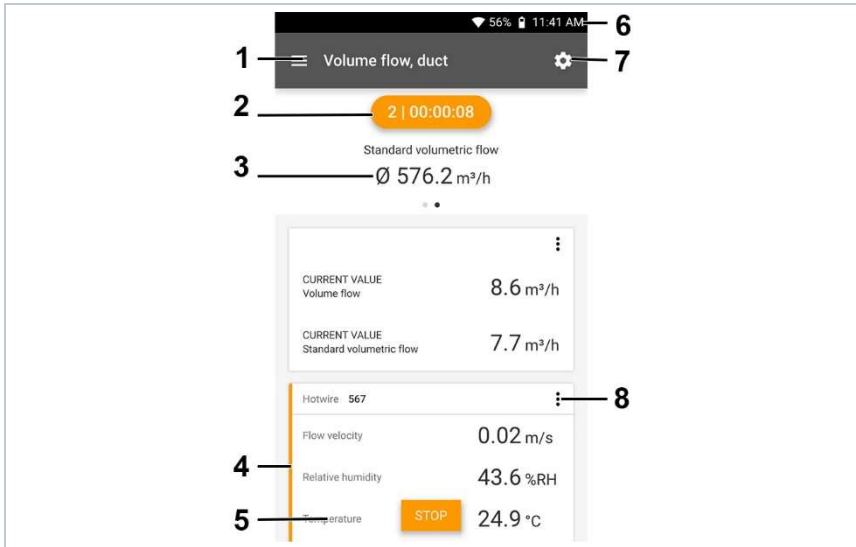 56% 11:41 AM 6
1 Volume flow, duct 7
2 2 | 00:00:08
Standard volumetric flow
3 Ø 576.2 m³/h
CURRENT VALUE
Volume flow 8.6 m³/h
CURRENT VALUE
Standard volumetric flow 7.7 m³/h
Hotwire 567 8
Flow velocity 0.02 m/s
4
Relative humidity 43.6 %RH
5 Temperature STOP 24.9 °C